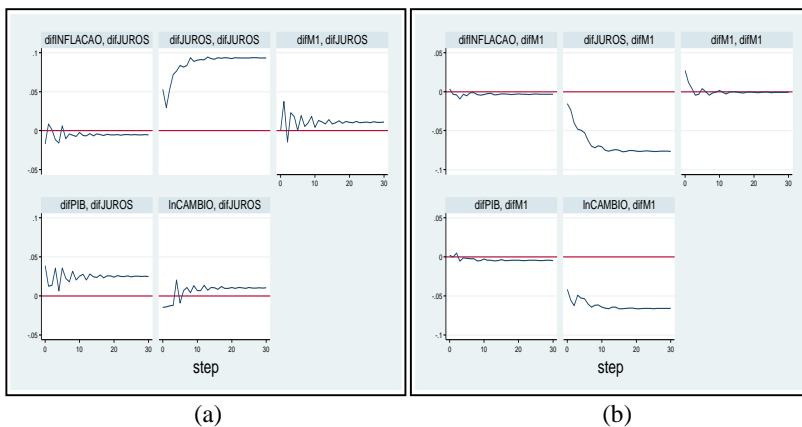 difINFLACAO, difJUROS
difJUROS, difJUROS
difM1, difJUROS
.1
.05
0
-.05
0
10
20
30
difPIB, difJUROS
lnCAMBIO, difJUROS
.1
.05
0
-.05
0
10
20
30
0
10
20
30
step
(a)
difINFLACAO, difM1
difJUROS, difM1
difM1, difM1
.05
0
-.05
-.1
0
10
20
30
difPIB, difM1
lnCAMBIO, difM1
.05
0
-.05
-.1
0
10
20
30
0
10
20
30
step
(b)